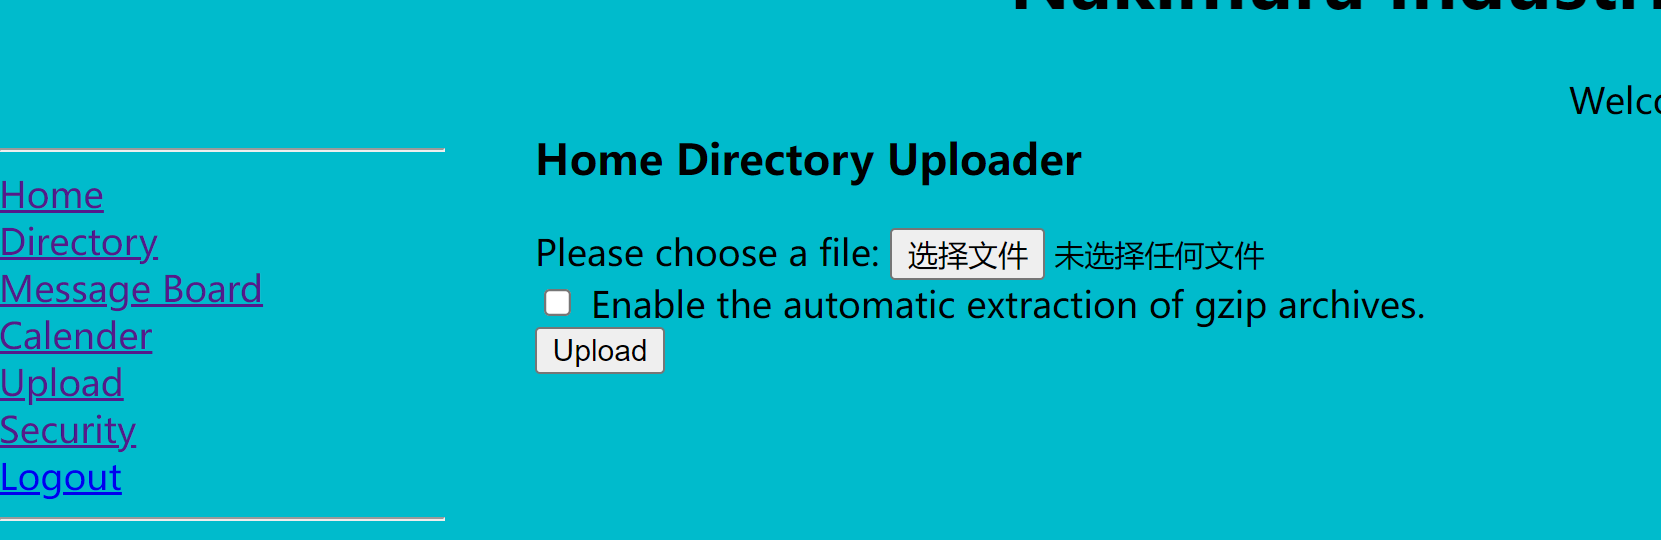 Home Directory Uploader
Home
Directory
Message Board
Calender
Upload
Security
Logout
Please choose a file: 选择文件 未选择任何文件
Enable the automatic extraction of gzip archives.
Upload